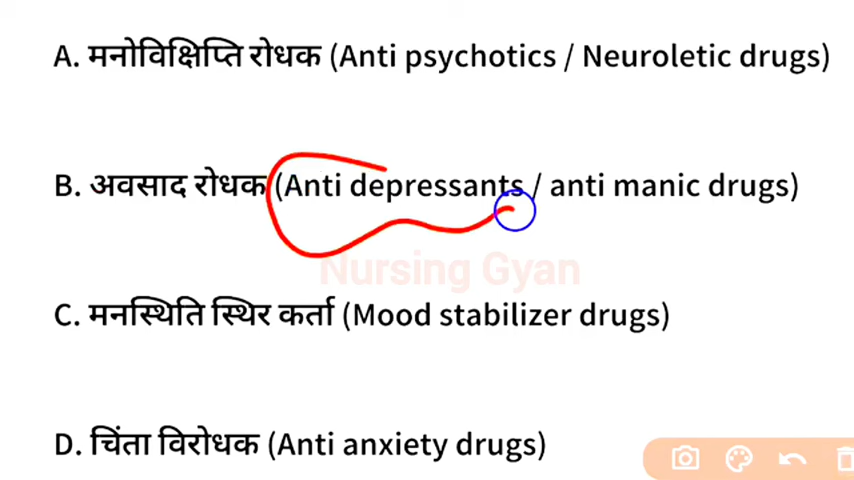 A. मनोविक्षिप्ति रोधक (Anti psychotics / Neuroletic drugs)
B. अवसाद रोधक (Anti depressants / anti manic drugs)
Nursing Gyan
C. मनस्थिति स्थिर कर्ता (Mood stabilizer drugs)
D. चिंता विरोधक (Anti anxiety drugs)